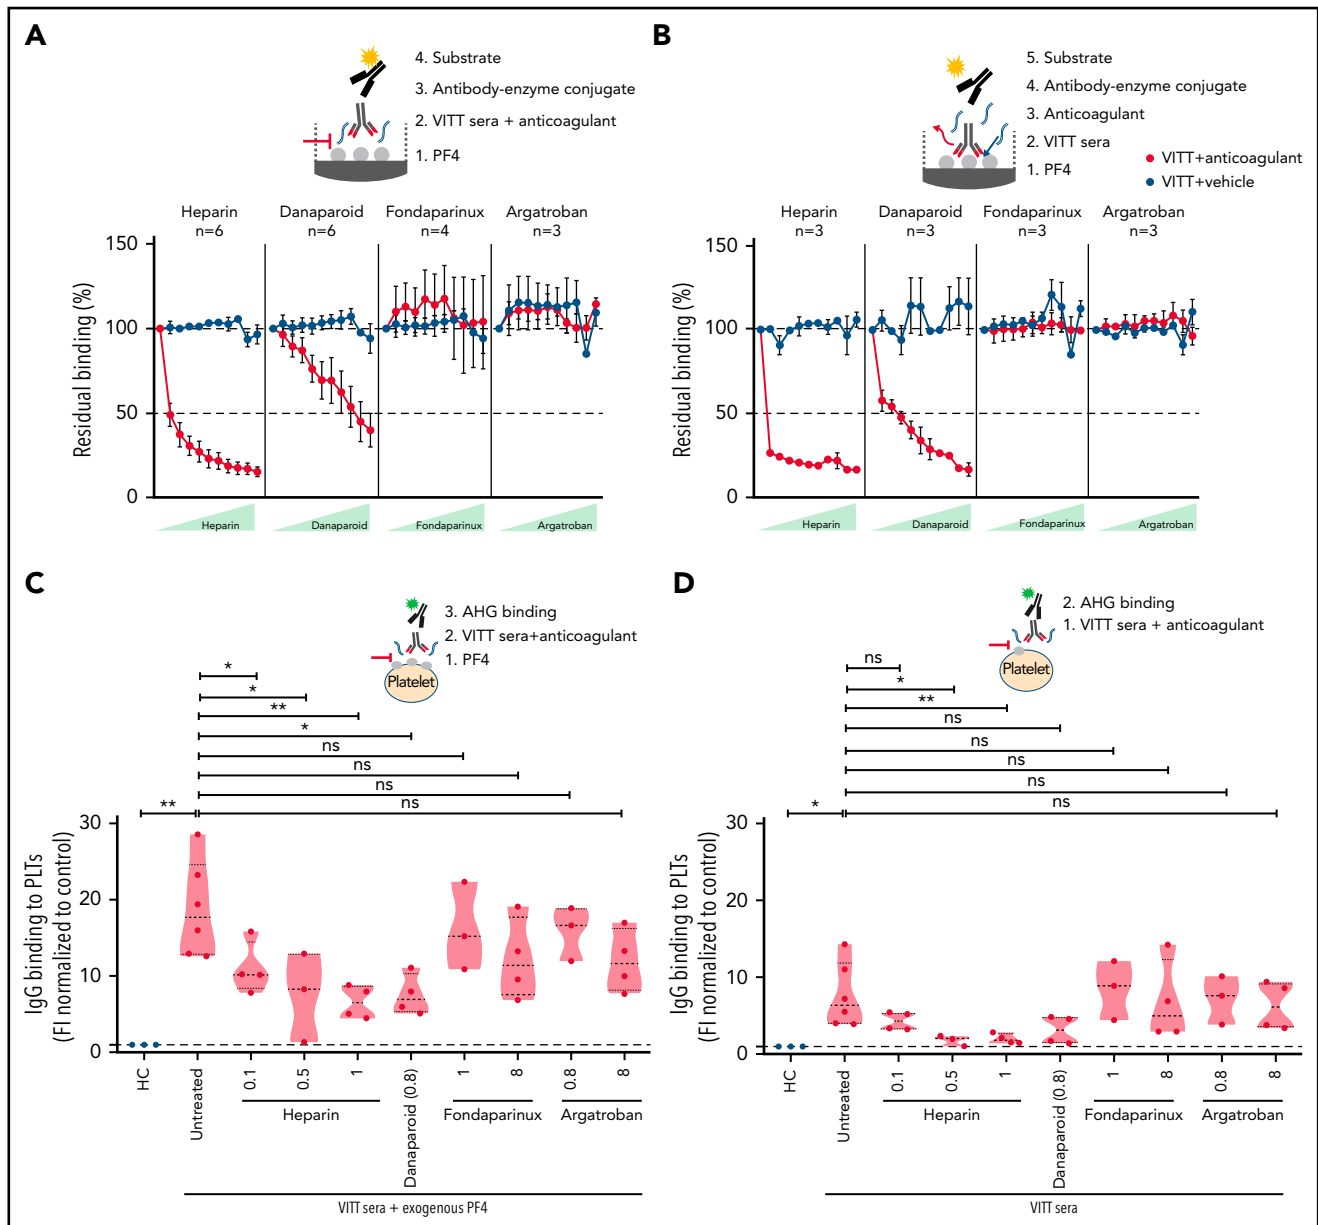 A
4. Substrate
3. Antibody-enzyme conjugate
2. VITT sera + anticoagulant
1. PF4
Heparin
n=6
Danaparoid
n=6
Fondaparinux
n=4
Argatroban
n=3
Residual binding (%)
150
100
50
0
Heparin
Danaparoid
Fondaparinux
Argatroban
B
5. Substrate
4. Antibody-enzyme conjugate
3. Anticoagulant
2. VITT sera
1. PF4
VITT+anticoagulant
VITT+vehicle
Heparin
n=3
Danaparoid
n=3
Fondaparinux
n=3
Argatroban
n=3
Residual binding (%)
150
100
50
0
Heparin
Danaparoid
Fondaparinux
Argatroban
C
3. AHG binding
2. VITT sera+anticoagulant
1. PF4
Platelet
*
*
**
*
ns
ns
ns
ns
**
IgG binding to PLTs
(FI normalized to control)
30
20
10
0
HC
Untreated
0.1
0.5
1
Danaparoid (0.8)
1
8
0.8
8
Heparin
Fondaparinux
Argatroban
VITT sera + exogenous PF4
D
2. AHG binding
1. VITT sera + anticoagulant
Platelet
ns
*
**
ns
ns
ns
ns
ns
*
IgG binding to PLTs
(FI normalized to control)
30
20
10
0
HC
Untreated
0.1
0.5
1
Danaparoid (0.8)
1
8
0.8
8
Heparin
Fondaparinux
Argatroban
VITT sera